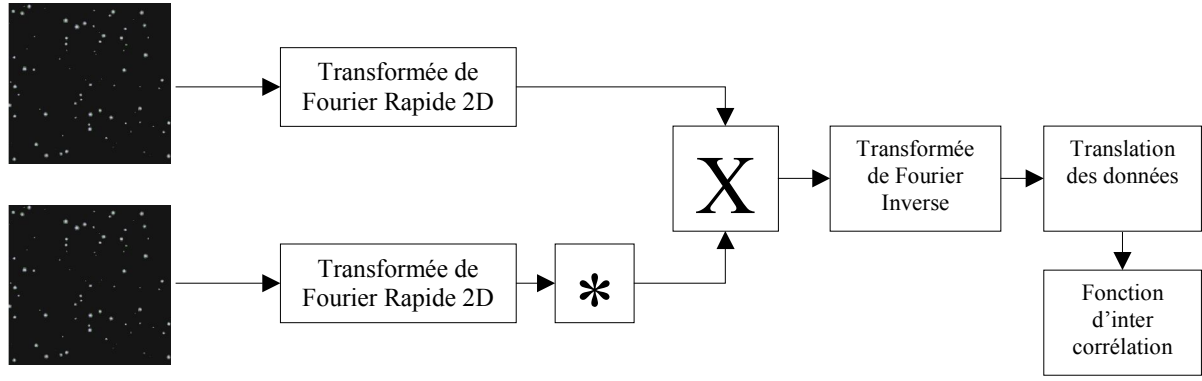 Transformée de
Fourier Rapide 2D
X
Transformée
de Fourier
Inverse
Translation
des données
Transformée de
Fourier Rapide 2D
*
Fonction
d’inter
corrélation